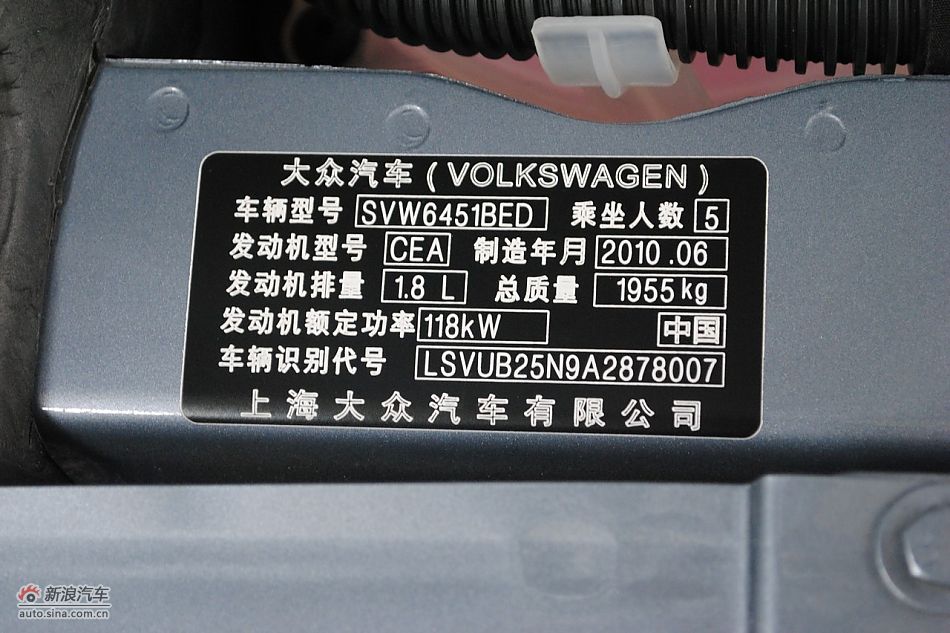 大众汽车(VOLKSWAGEN)
车辆型号 SVW6451BED 乘坐人数 5
发动机型号 CEA 制造年月 2010.06
发动机排量 1.8 L 总质量 1955kg
发动机额定功率 118kW 中国
车辆识别代号 LSVUB25N9A2878007
上海大众汽车有限公司
新浪汽车
auto.sina.com.cn